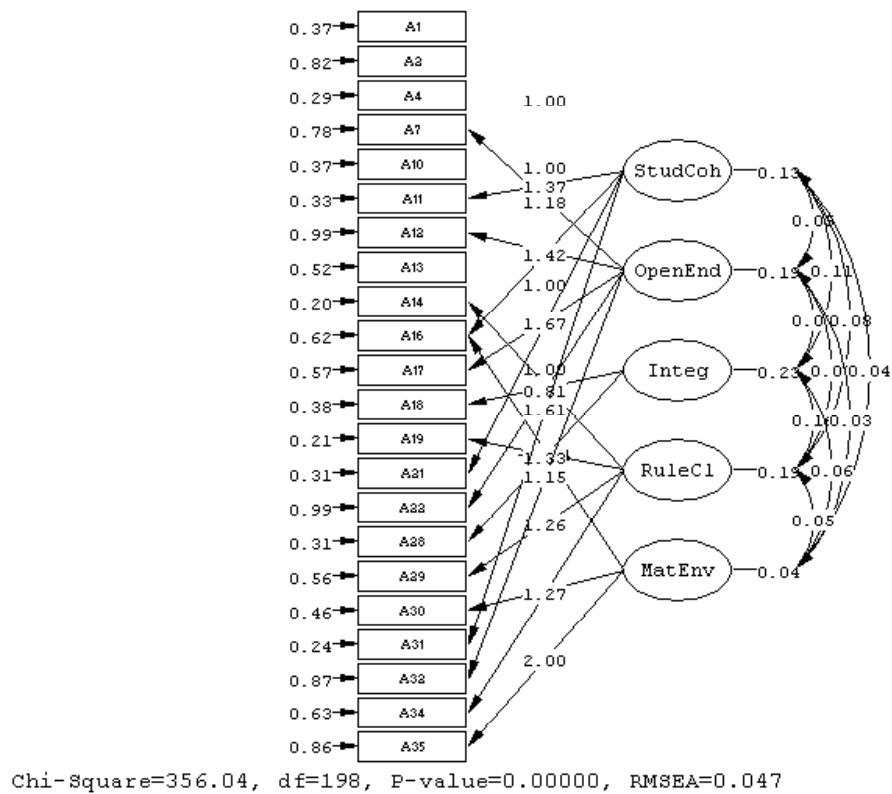 0.37 A1
0.82 A3
0.29 A4
1.00
0.78 A7
0.37 A10
1.00 StudCoh 0.13
0.33 A11 1.37
1.18
0.99 A12
0.52 A13 1.42
OpenEnd 0.19 0.11
0.20 A14 1.00
0.62 A16 1.67 0.08
0.57 A17 1.00 Integ 0.23 0.04
0.38 A18 0.81
1.61
0.21 A19 0.03
1.33
0.31 A21 1.15 RuleCl 0.19 0.06
0.99 A22
0.31 A28 1.26 0.05
0.56 A29 MatEnv 0.04
0.46 A30 1.27
0.24 A31
0.87 A32 2.00
0.63 A34
0.86 A35
Chi-Square=356.04, df=198, P-value=0.00000, RMSEA=0.047